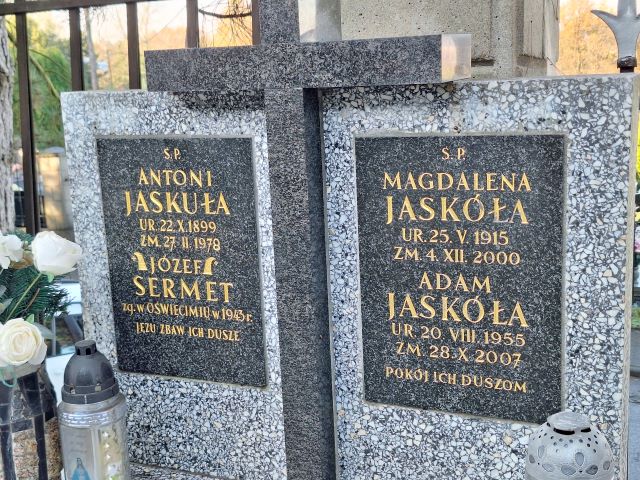 Ś.P.
ANTONI
JASKUŁA
UR. 22.X.1899
ZM. 27.II.1978
JÓZEF
SERMET
zg. w OŚWIĘCIMIU w 1943 r.
JEZU ZBAW ICH DUSZE
Ś.P.
MAGDALENA
JASKÓŁA
UR. 25.V.1915
ZM. 4.XII.2000
ADAM
JASKÓŁA
UR. 20.VIII.1955
ZM. 28.X.2007
POKÓJ ICH DUSZOM